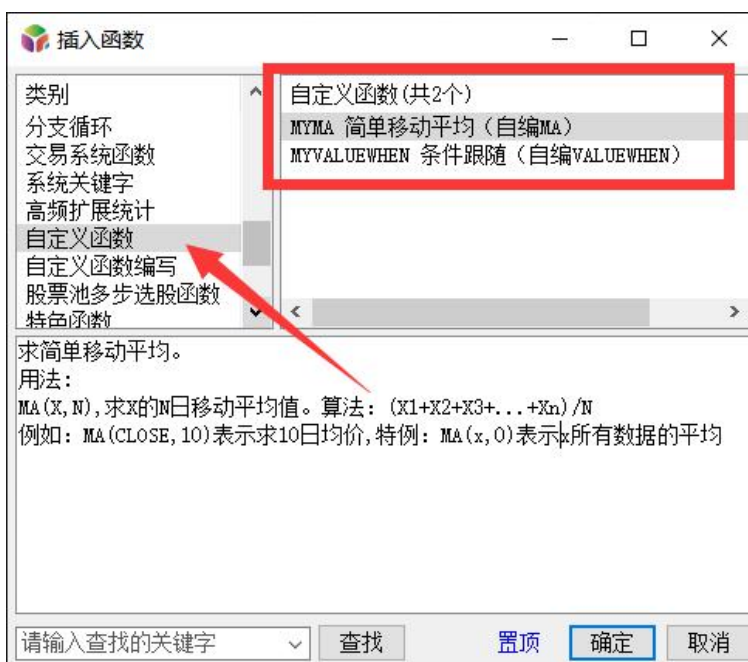 插入函数
类别
分支循环
交易系统函数
系统关键字
高频扩展统计
自定义函数
自定义函数编写
股票池多步选股函数
特色函数
自定义函数(共2个)
MYMA 简单移动平均（自编MA）
MYVALUEWHEN 条件跟随（自编VALUEWHEN）
求简单移动平均。
用法：
MA(X,N),求X的N日移动平均值。算法：(X1+X2+X3+...+Xn)/N
例如：MA(CLOSE,10)表示求10日均价,特例：MA(x,0)表示x所有数据的平均
请输入查找的关键字
查找
置顶
确定
取消